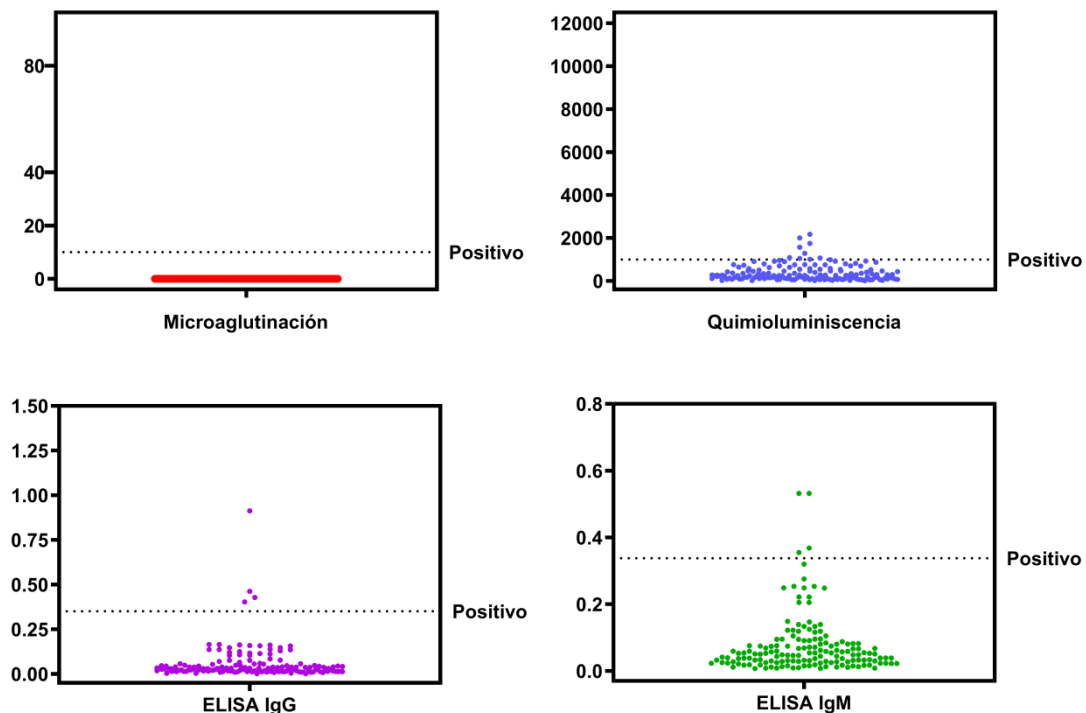 80
40
20
0
Positivo
Microaglutinación
12000
10000
8000
6000
4000
2000
0
Positivo
Quimioluminiscencia
1.50
1.25
1.00
0.75
0.50
0.25
0.00
Positivo
ELISA IgG
0.8
0.6
0.4
0.2
0.0
Positivo
ELISA IgM